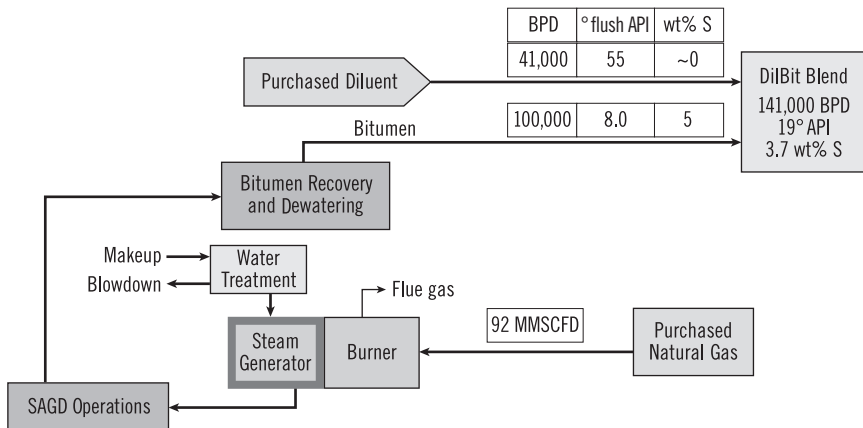 BPD ° flush API wt% S
41,000 55 ~0
Purchased Diluent
DilBit Blend
141,000 BPD
19° API
3.7 wt% S
100,000 8.0 5
Bitumen
Bitumen Recovery
and Dewatering
Makeup
Blowdown
Water
Treatment
Flue gas
Steam
Generator
Burner
92 MMSCFD
Purchased
Natural Gas
SAGD Operations